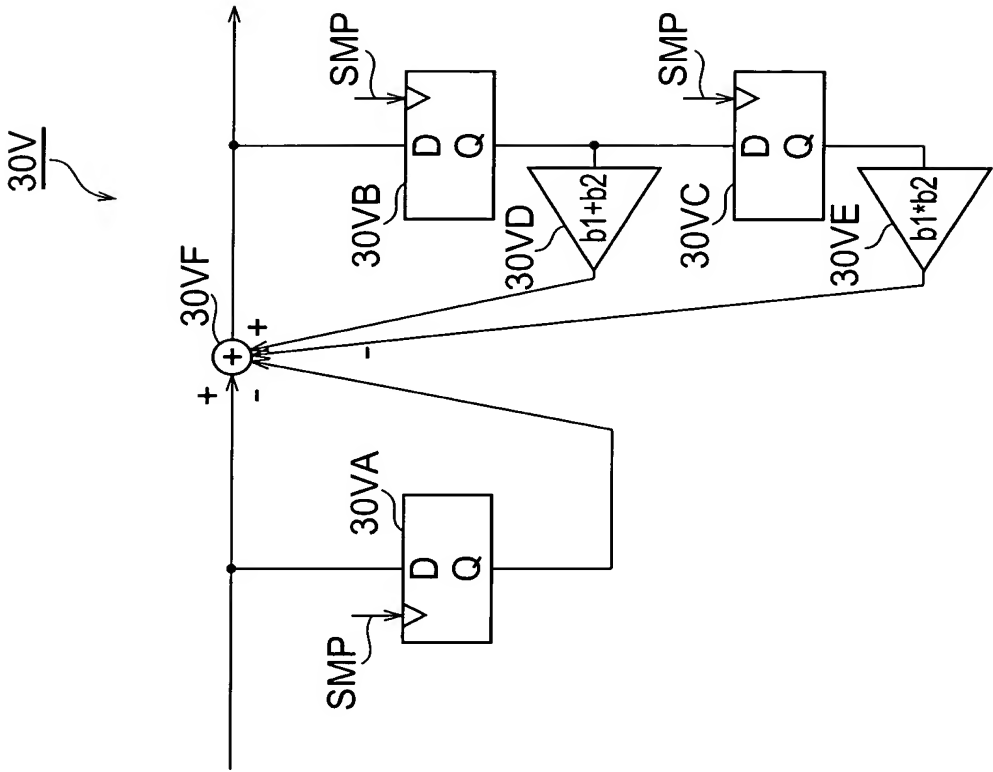 30V
30VF
+
+
-
+
-
30VA
SMP
D
Q
30VB
SMP
D
Q
30VD
b1+b2
30VC
SMP
D
Q
30VE
b1*b2